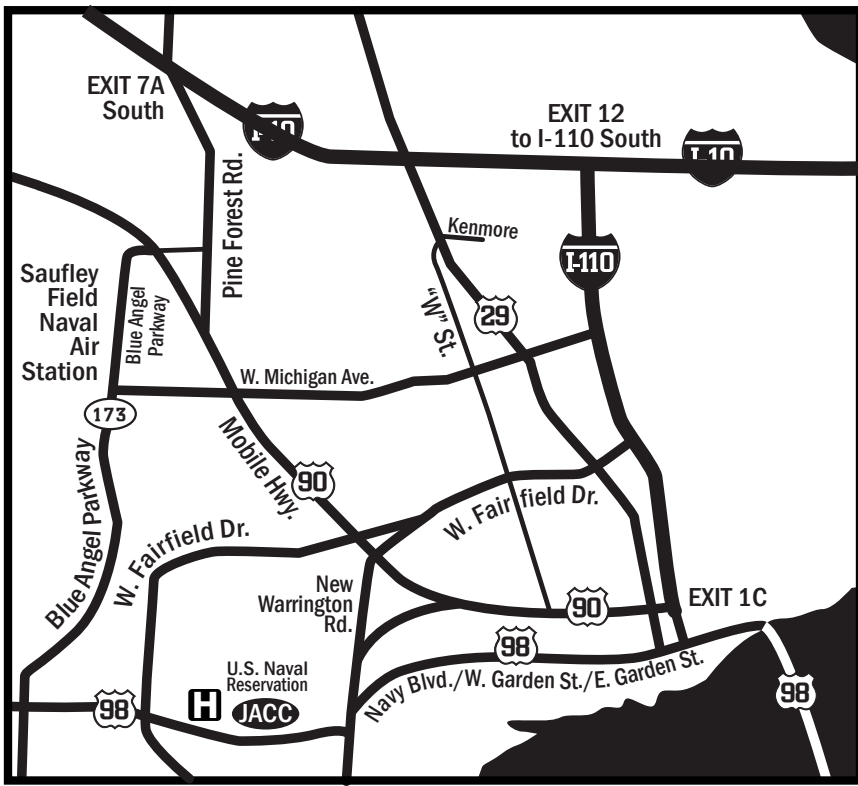 EXIT 7A
South
I-10
EXIT 12
to I-110 South
I-10
Pine Forest Rd.
Kenmore
I-110
Saufley
Field
Naval
Air
Station
Blue Angel
Parkway
"W" St.
29
W. Michigan Ave.
173
Mobile Hwy.
90
Blue Angel Parkway
W. Fairfield Dr.
W. Fairfield Dr.
New
Warrington
Rd.
90
EXIT 1C
98
Navy Blvd./W. Garden St./E. Garden St.
U.S. Naval
Reservation
H
JACC
98
98